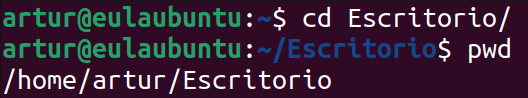 artur@eulaubuntu:~$ cd Escritorio/
artur@eulaubuntu:~/Escritorio$ pwd
/home/artur/Escritorio